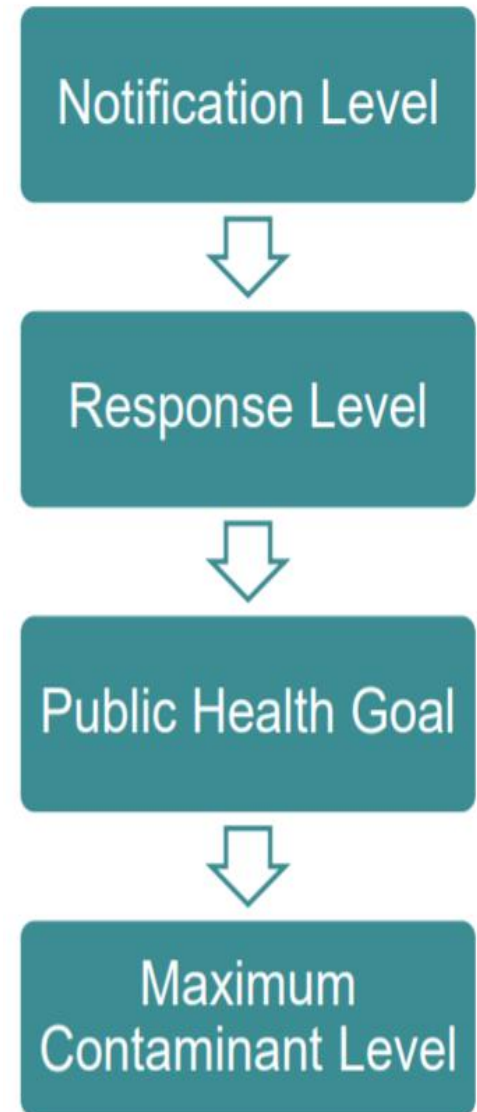 Notification Level
Response Level
Public Health Goal
Maximum
Contaminant Level